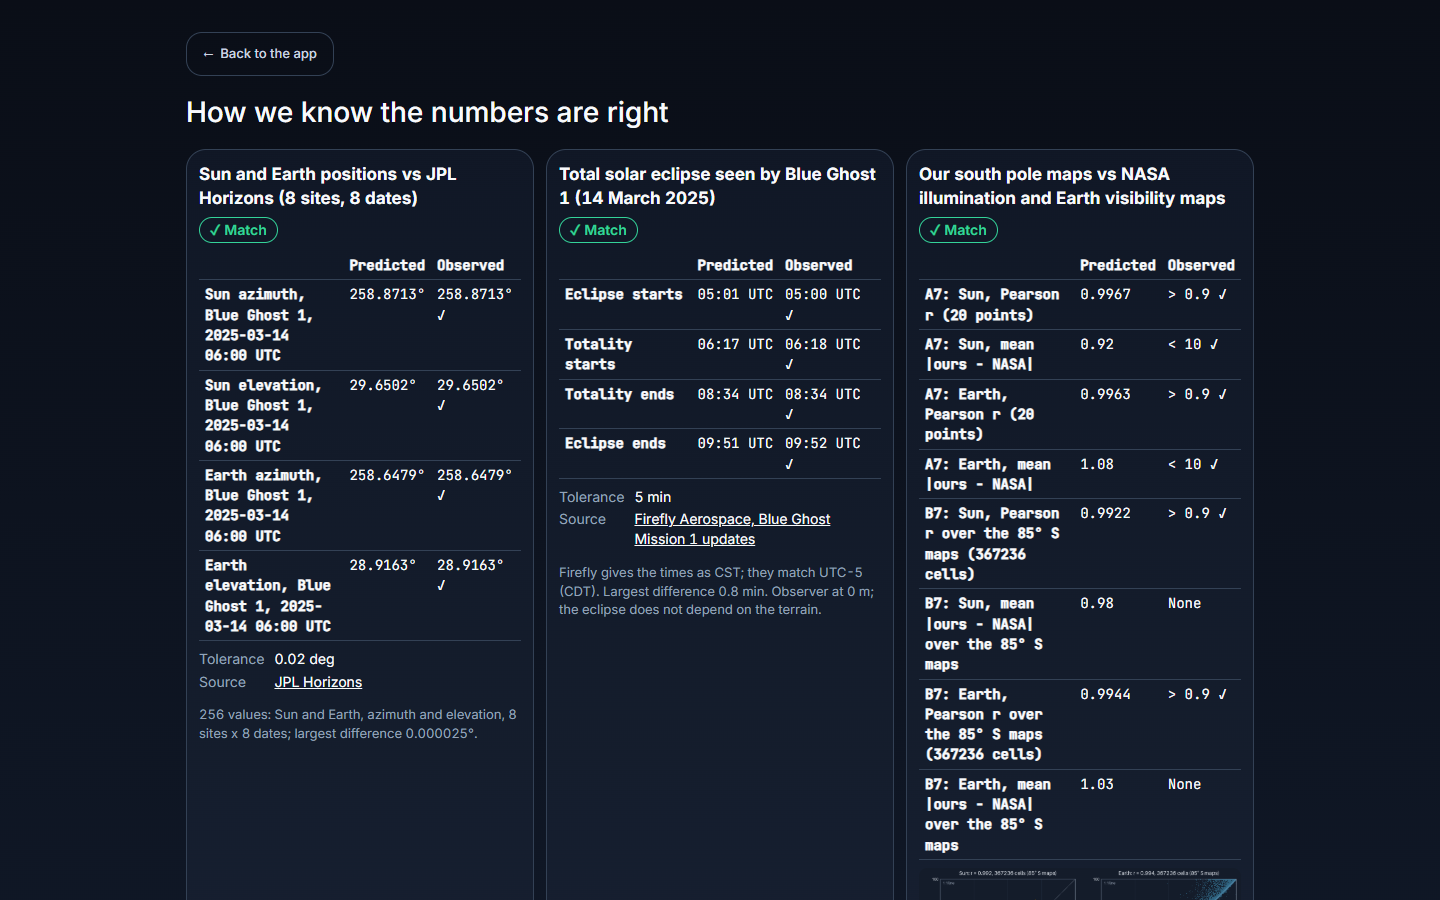 ← Back to the app
How we know the numbers are right
Sun and Earth positions vs JPL
Horizons (8 sites, 8 dates)
✓ Match
Predicted Observed
Sun azimuth, 258.8713° 258.8713°
Blue Ghost 1, ✓
2025-03-14
06:00 UTC
Sun elevation, 29.6502° 29.6502°
Blue Ghost 1, ✓
2025-03-14
06:00 UTC
Earth azimuth, 258.6479° 258.6479°
Blue Ghost 1, ✓
2025-03-14
06:00 UTC
Earth 28.9163° 28.9163°
elevation, Blue ✓
Ghost 1, 2025-
03-14 06:00 UTC
Tolerance 0.02 deg
Source JPL Horizons
256 values: Sun and Earth, azimuth and elevation, 8
sites x 8 dates; largest difference 0.000025°.
Total solar eclipse seen by Blue Ghost
1 (14 March 2025)
✓ Match
Predicted Observed
Eclipse starts 05:01 UTC 05:00 UTC
✓
Totality 06:17 UTC 06:18 UTC
starts ✓
Totality ends 08:34 UTC 08:34 UTC
✓
Eclipse ends 09:51 UTC 09:52 UTC
✓
Tolerance 5 min
Source Firefly Aerospace, Blue Ghost
Mission 1 updates
Firefly gives the times as CST; they match UTC-5
(CDT). Largest difference 0.8 min. Observer at 0 m;
the eclipse does not depend on the terrain.
Our south pole maps vs NASA
illumination and Earth visibility maps
✓ Match
Predicted Observed
A7: Sun, Pearson 0.9967 > 0.9 ✓
r (20 points)
A7: Sun, mean 0.92 < 10 ✓
|ours - NASA|
A7: Earth, 0.9963 > 0.9 ✓
Pearson r (20
points)
A7: Earth, mean 1.08 < 10 ✓
|ours - NASA|
B7: Sun, Pearson 0.9922 > 0.9 ✓
r over the 85° S
maps (367236
cells)
B7: Sun, mean 0.98 None
|ours - NASA|
over the 85° S
maps
B7: Earth, 0.9944 > 0.9 ✓
Pearson r over
the 85° S maps
(367236 cells)
B7: Earth, mean 1.03 None
|ours - NASA|
over the 85° S
maps
Sun: r = 0.992, 367236 cells (85° S maps)
Earth: r = 0.994, 367236 cells (85° S maps)